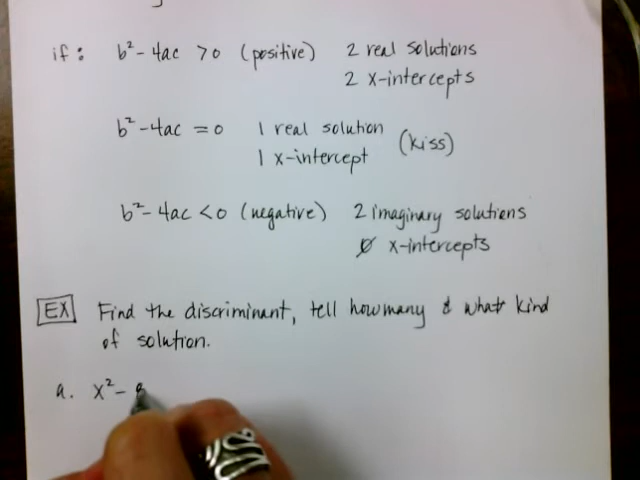 if: b² - 4ac > 0 (positive) 2 real solutions
2 x-intercepts
b² - 4ac = 0 1 real solution
1 x-intercept (kiss)
b² - 4ac < 0 (negative) 2 imaginary solutions
∅ x-intercepts
EX Find the discriminant, tell how many & what kind
of solution.
a. x² -